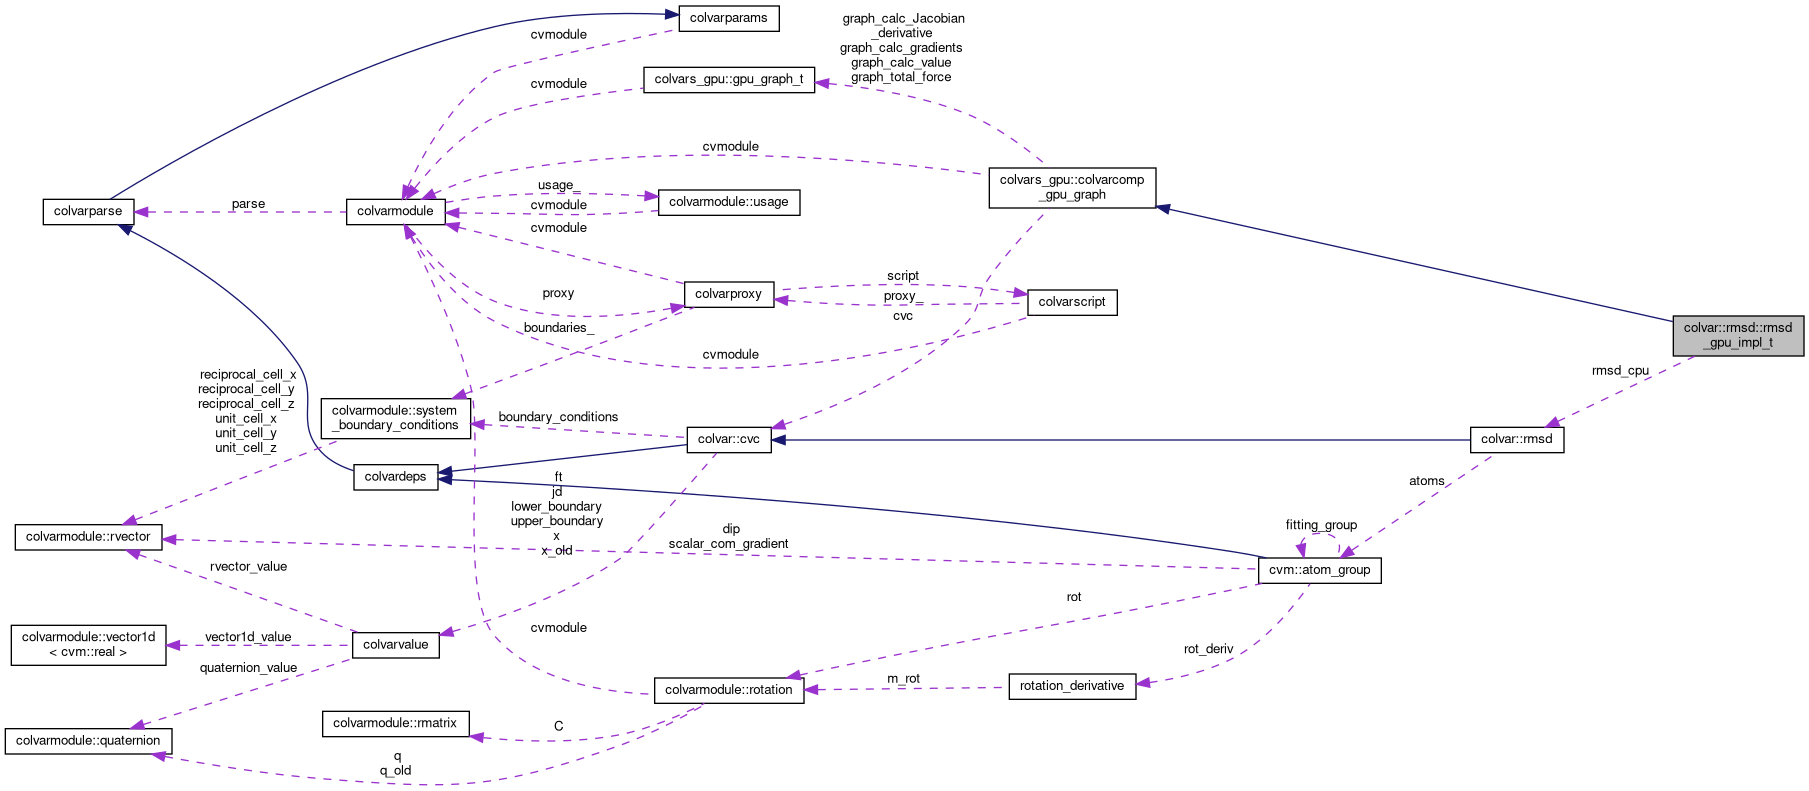 colvarparams
cvmodule
graph_calc_Jacobian
_derivative
graph_calc_gradients
graph_calc_value
graph_total_force
colvars_gpu::gpu_graph_t
cvmodule
cvmodule
colvars_gpu::colvarcomp
_gpu_graph
colvarparse
parse
colvarmodule
usage_
cvmodule
cvmodule
colvarmodule::usage
colvarproxy
proxy
script
proxy_
cvc
colvarscript
boundaries_
cvmodule
colvar::rmsd::rmsd
_gpu_impl_t
rmsd_cpu
reciprocal_cell_x
reciprocal_cell_y
reciprocal_cell_z
unit_cell_x
unit_cell_y
unit_cell_z
colvarmodule::system
_boundary_conditions
boundary_conditions
colvar::cvc
colvar::rmsd
colvardeps
atoms
ft
jd
lower_boundary
upper_boundary
x
x_old
colvarmodule::rvector
dip
scalar_com_gradient
fitting_group
cvm::atom_group
rvector_value
rot
colvarmodule::vector1d
< cvm::real >
vector1d_value
colvarvalue
cvmodule
rot_deriv
quaternion_value
colvarmodule::rotation
m_rot
rotation_derivative
colvarmodule::rmatrix
C
colvarmodule::quaternion
q
q_old